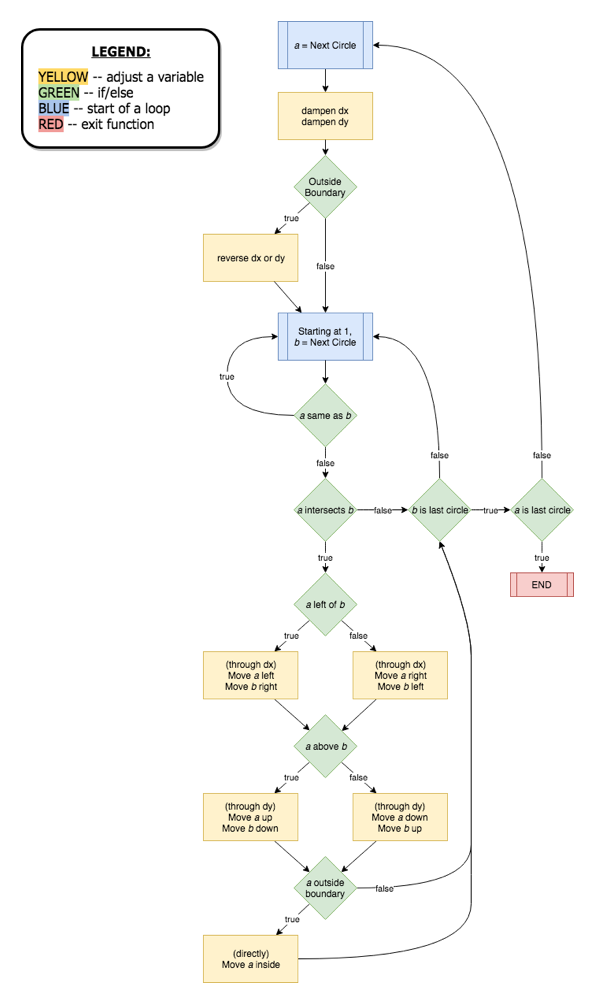 LEGEND:
YELLOW -- adjust a variable
GREEN -- if/else
BLUE -- start of a loop
RED -- exit function
a = Next Circle
dampen dx
dampen dy
Outside
Boundary
true
reverse dx or dy
false
Starting at 1,
b = Next Circle
true
a same as b
false
false
false
a intersects b
false
b is last circle
true
a is last circle
true
true
END
a left of b
true
false
(through dx)
Move a left
Move b right
(through dx)
Move a right
Move b left
a above b
true
false
(through dy)
Move a up
Move b down
(through dy)
Move a down
Move b up
a outside
boundary
false
true
(directly)
Move a inside